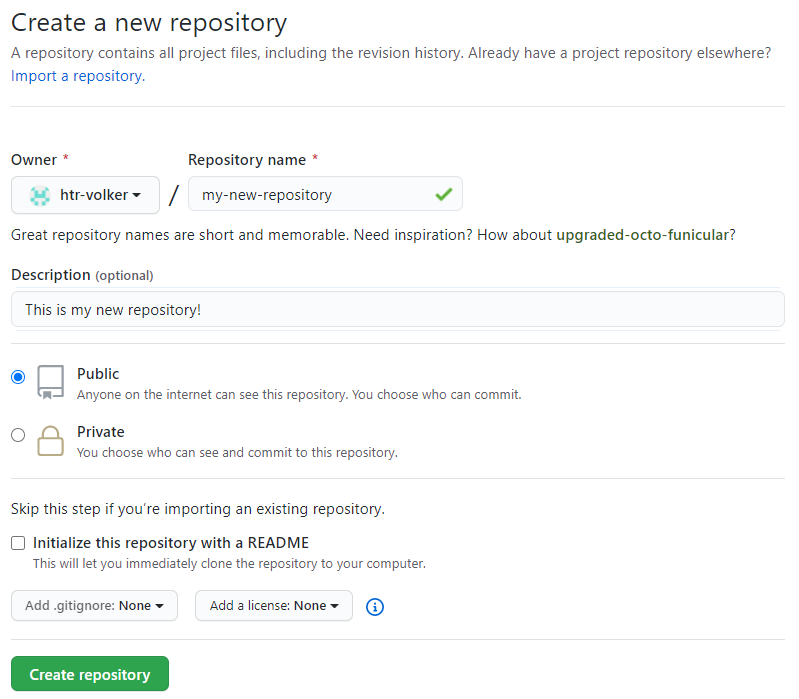 Create a new repository
A repository contains all project files, including the revision history. Already have a project repository elsewhere?
Import a repository.
Owner * Repository name *
htr-volker / my-new-repository
Great repository names are short and memorable. Need inspiration? How about upgraded-octo-funicular?
Description (optional)
This is my new repository!
Public
Anyone on the internet can see this repository. You choose who can commit.
Private
You choose who can see and commit to this repository.
Skip this step if you’re importing an existing repository.
Initialize this repository with a README
This will let you immediately clone the repository to your computer.
Add .gitignore: None Add a license: None
Create repository